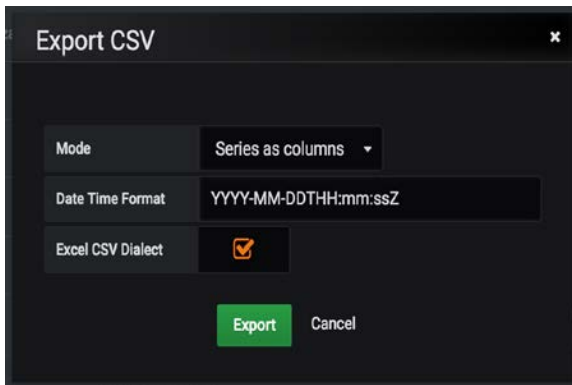 Export CSV
Mode
Series as columns
Date Time Format
YYYY-MM-DDTHH:mm:ssZ
Excel CSV Dialect
Export
Cancel